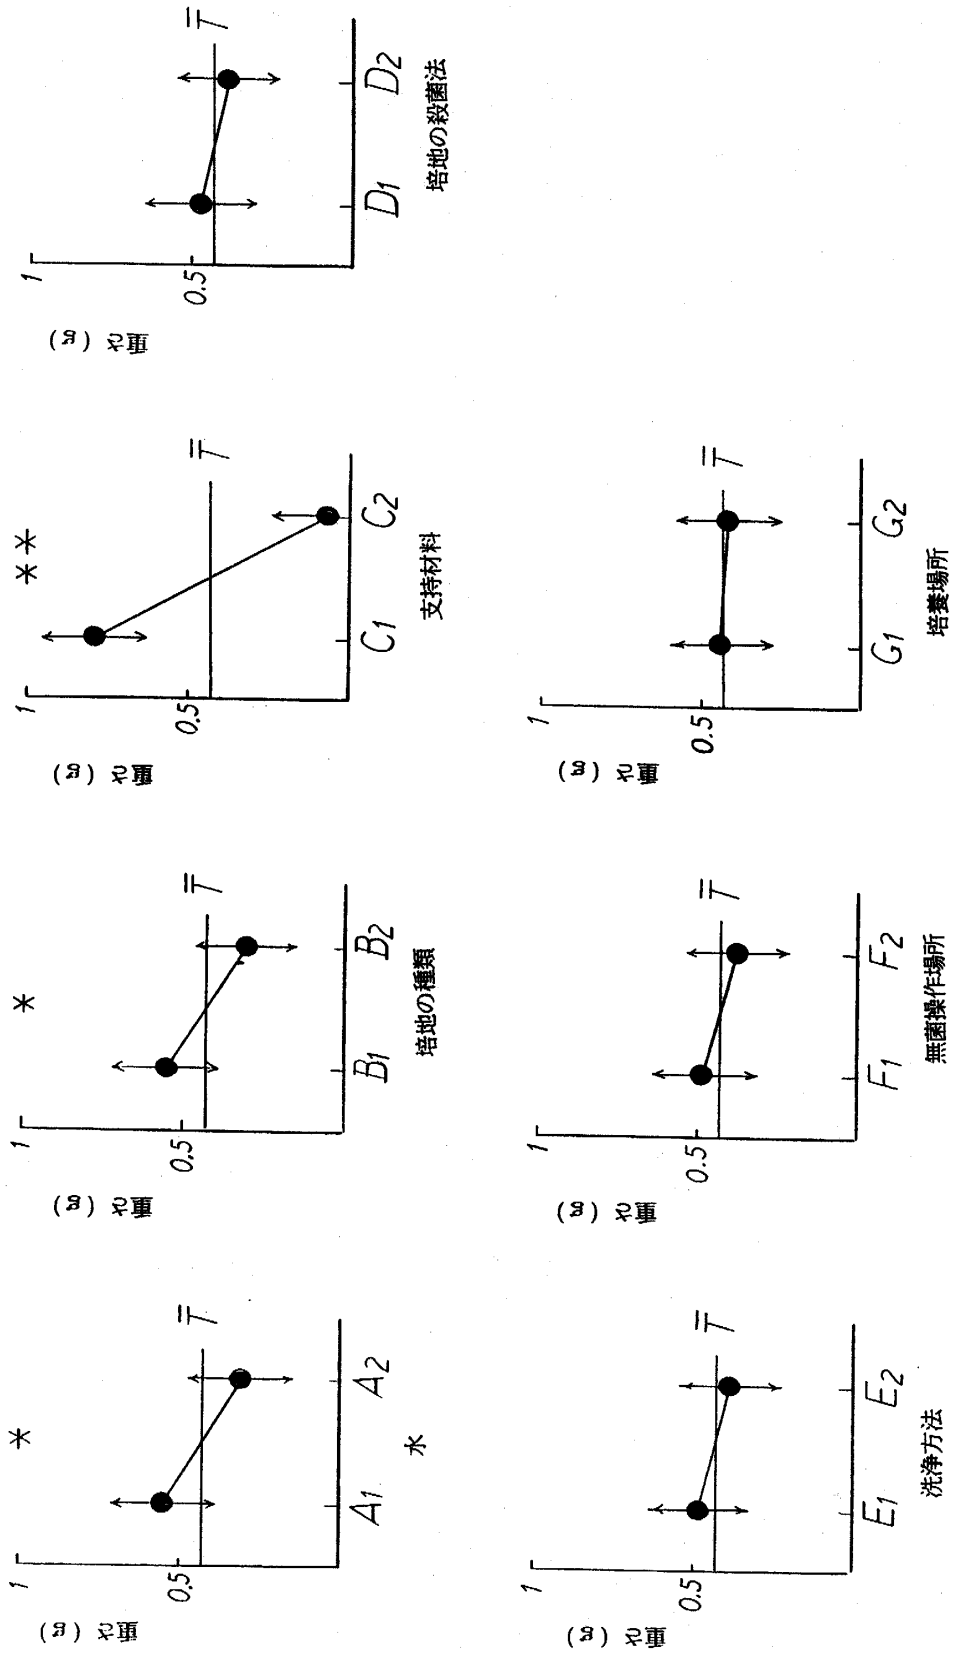 *
重さ (g)
1
0.5
T̿
A1
A2
水
*
重さ (g)
1
0.5
T̿
B1
B2
培地の種類
**
重さ (g)
1
0.5
T̿
C1
C2
支持材料
重さ (g)
1
0.5
T̿
D1
D2
培地の殺菌法
重さ (g)
1
0.5
T̿
E1
E2
洗浄方法
重さ (g)
1
0.5
T̿
F1
F2
無菌操作場所
重さ (g)
1
0.5
T̿
G1
G2
培養場所